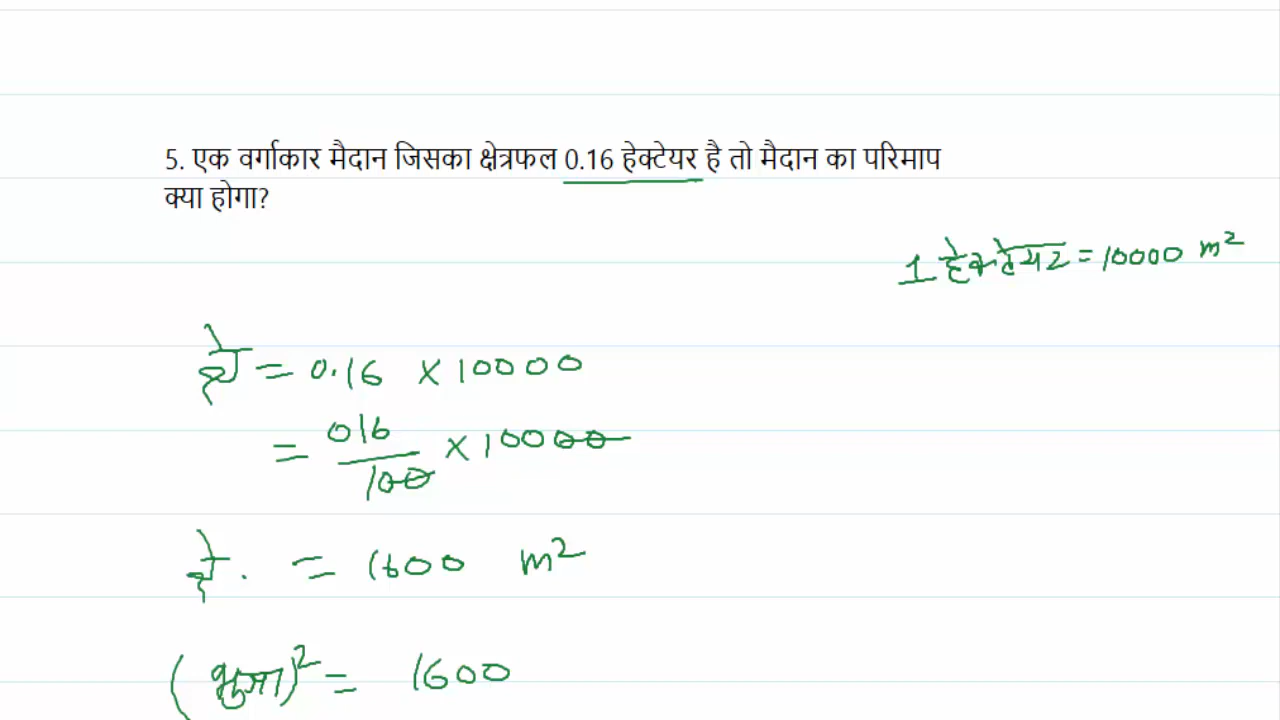 5. एक वर्गाकार मैदान जिसका क्षेत्रफल 0.16 हेक्टेयर है तो मैदान का परिमाप
क्या होगा?
1 हेक्टेयर = 10000 m²
= 0.16 × 10000
= 016/100 × 10000
= 1600 m²
(भुजा)² = 1600